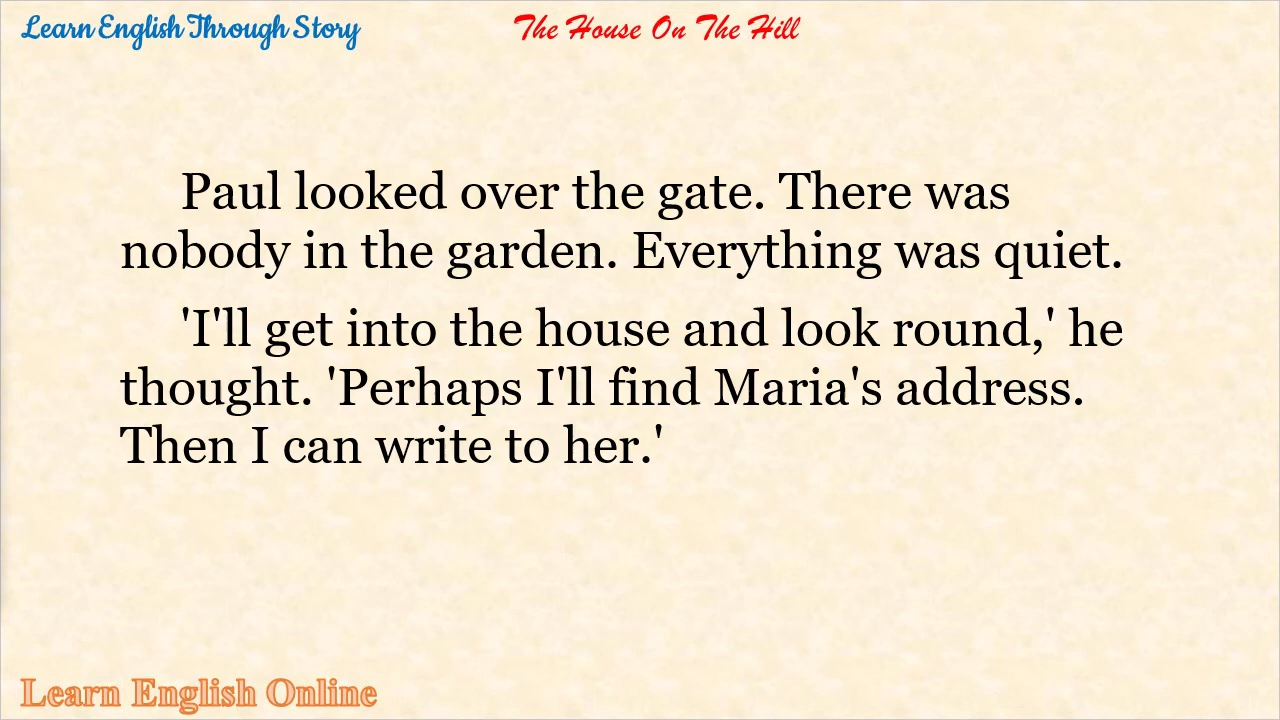 Learn English Through Story
The House On The Hill
Paul looked over the gate. There was
nobody in the garden. Everything was quiet.
'I'll get into the house and look round,' he
thought. 'Perhaps I'll find Maria's address.
Then I can write to her.'
Learn English Online